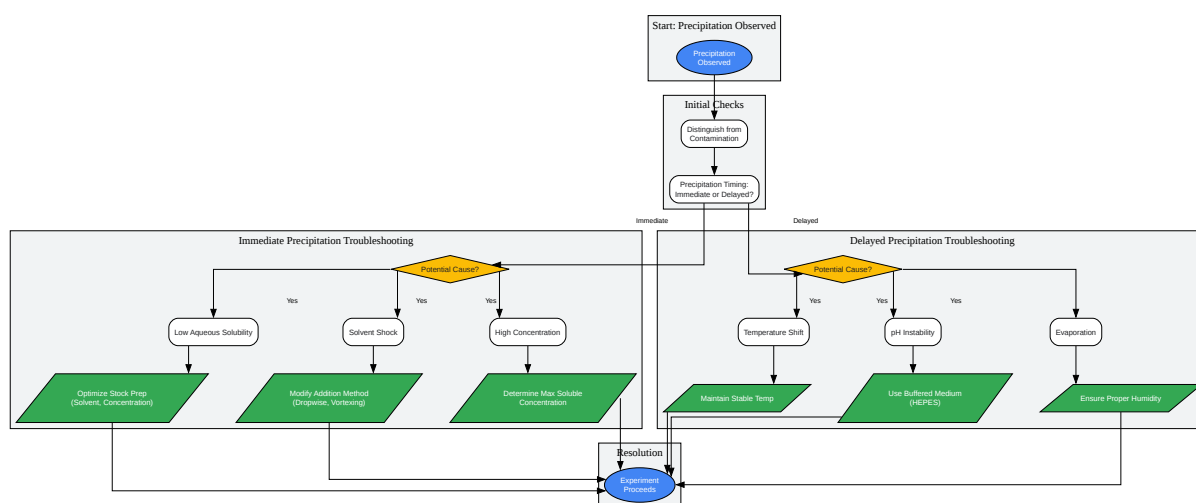 Start: Precipitation Observed
Precipitation
Observed
Initial Checks
Distinguish from
Contamination
Precipitation Timing:
Immediate or Delayed?
Immediate
Delayed
Immediate Precipitation Troubleshooting
Potential Cause?
Yes
Yes
Yes
Low Aqueous Solubility
Solvent Shock
High Concentration
Optimize Stock Prep
(Solvent, Concentration)
Modify Addition Method
(Dropwise, Vortexing)
Determine Max Soluble
Concentration
Delayed Precipitation Troubleshooting
Potential Cause?
Yes
Yes
Yes
Temperature Shift
pH Instability
Evaporation
Maintain Stable Temp
Use Buffered Medium
(HEPES)
Ensure Proper Humidity
Resolution
Experiment
Proceeds